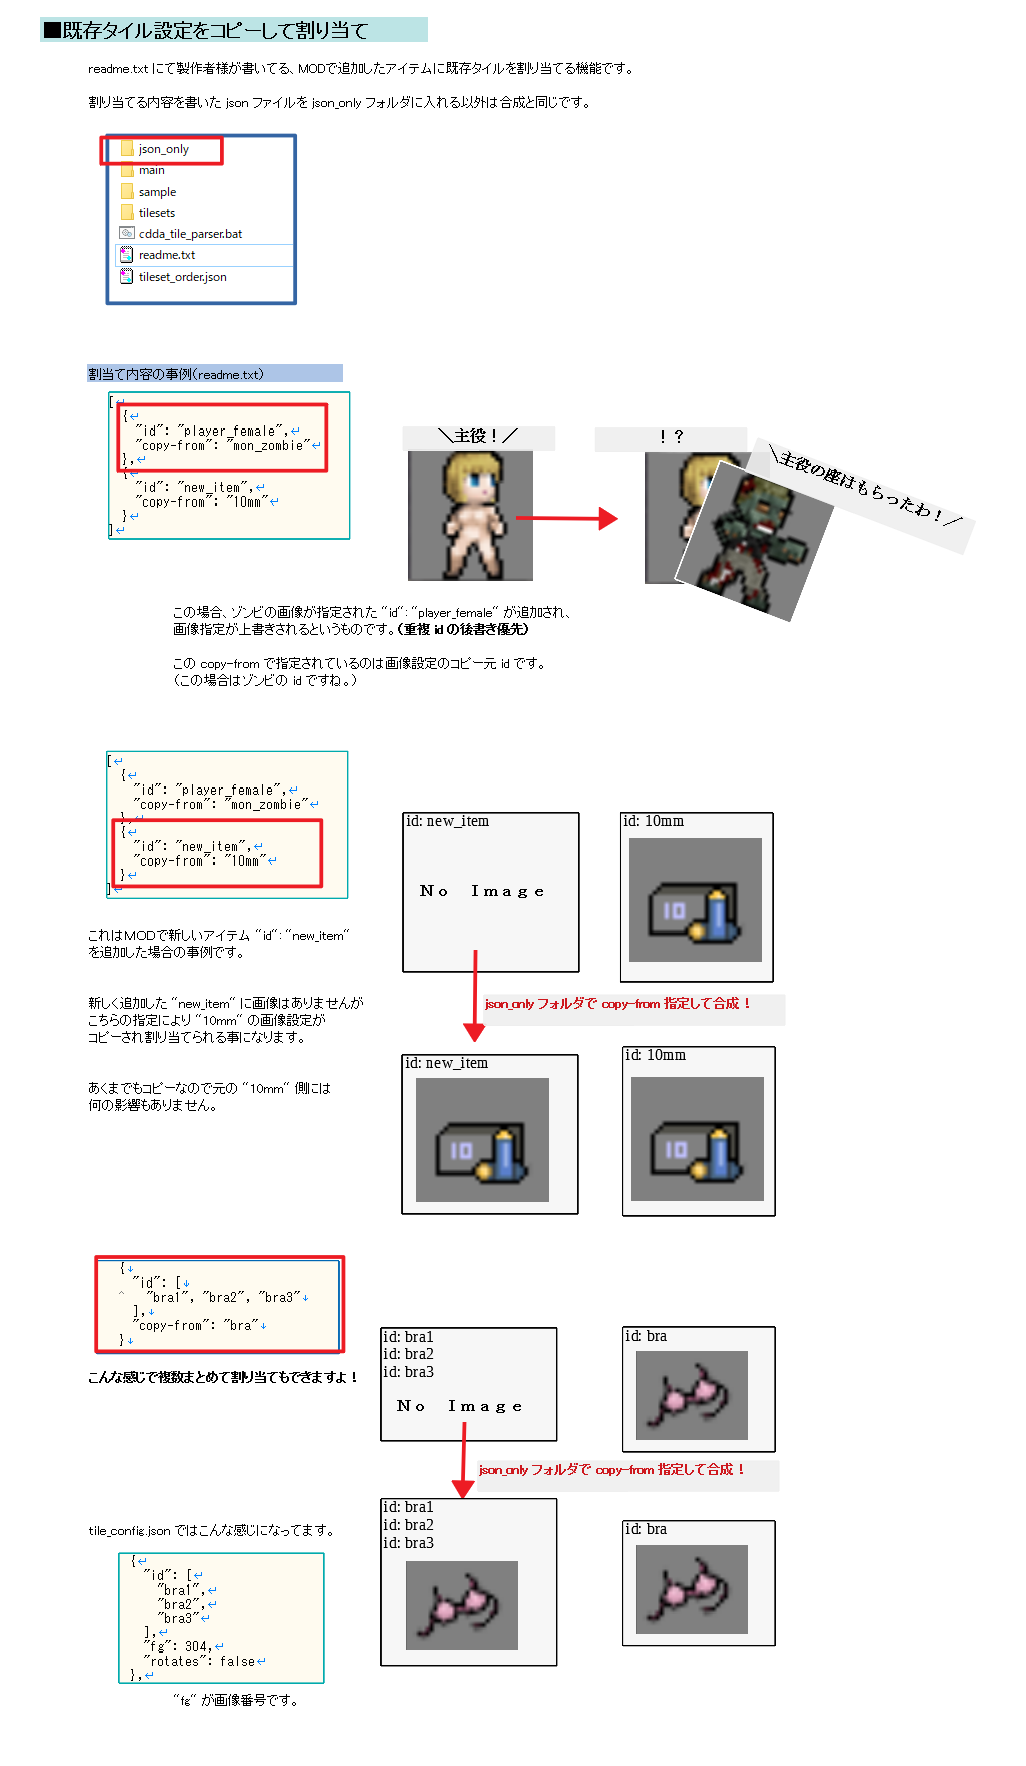 ■既存タイル設定をコピーして割り当て
readme.txt にて製作者様が書いてる、MODで追加したアイテムに既存タイルを割り当てる機能です。
割り当てる内容を書いた json ファイルを json_only フォルダに入れる以外は合成と同じです。
json_only
main
sample
tilesets
cdda_tile_parser.bat
readme.txt
tileset_order.json
割当て内容の事例(readme.txt)
[↵
{↵
"id": "player_female",↵
"copy-from": "mon_zombie"↵
},↵
{↵
"id": "new_item",↵
"copy-from": "10mm"↵
}↵
]↵
＼主役！／
！？
＼主役の座はもらったわ！／
この場合、ゾンビの画像が指定された "id": "player_female" が追加され、
画像指定が上書きされるというものです。(重複 id の後書き優先)
この copy-from で指定されているのは画像設定のコピー元 id です。
(この場合はゾンビの id ですね。)
[↵
{↵
"id": "player_female",↵
"copy-from": "mon_zombie"↵
},↵
{↵
"id": "new_item",↵
"copy-from": "10mm"↵
}↵
]↵
id: new_item
No Image
id: 10mm
10
これはMODで新しいアイテム "id": "new_item"
を追加した場合の事例です。
新しく追加した "new_item" に画像はありませんが
こちらの指定により "10mm" の画像設定が
コピーされ割り当てられる事になります。
あくまでもコピーなので元の "10mm" 側には
何の影響もありません。
json_only フォルダで copy-from 指定して合成！
id: new_item
10
id: 10mm
10
{↓
"id": [↓
^ "bra1", "bra2", "bra3"↓
],↓
"copy-from": "bra"↓
}↓
こんな感じで複数まとめて割り当てもできますよ！
id: bra1
id: bra2
id: bra3
No Image
id: bra
json_only フォルダで copy-from 指定して合成！
id: bra1
id: bra2
id: bra3
id: bra
tile_config.json ではこんな感じになってます。
{↵
"id": [↵
"bra1",↵
"bra2",↵
"bra3"↵
],↵
"fg": 304,↵
"rotates": false↵
},↵
"fg" が画像番号です。